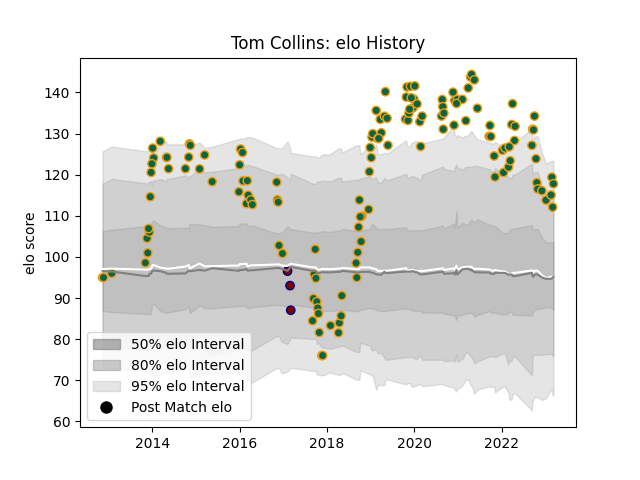 Tom Collins: elo History
elo score
140
130
120
110
100
90
80
70
60
50% elo Interval
80% elo Interval
95% elo Interval
Post Match elo
2014 2016 2018 2020 2022